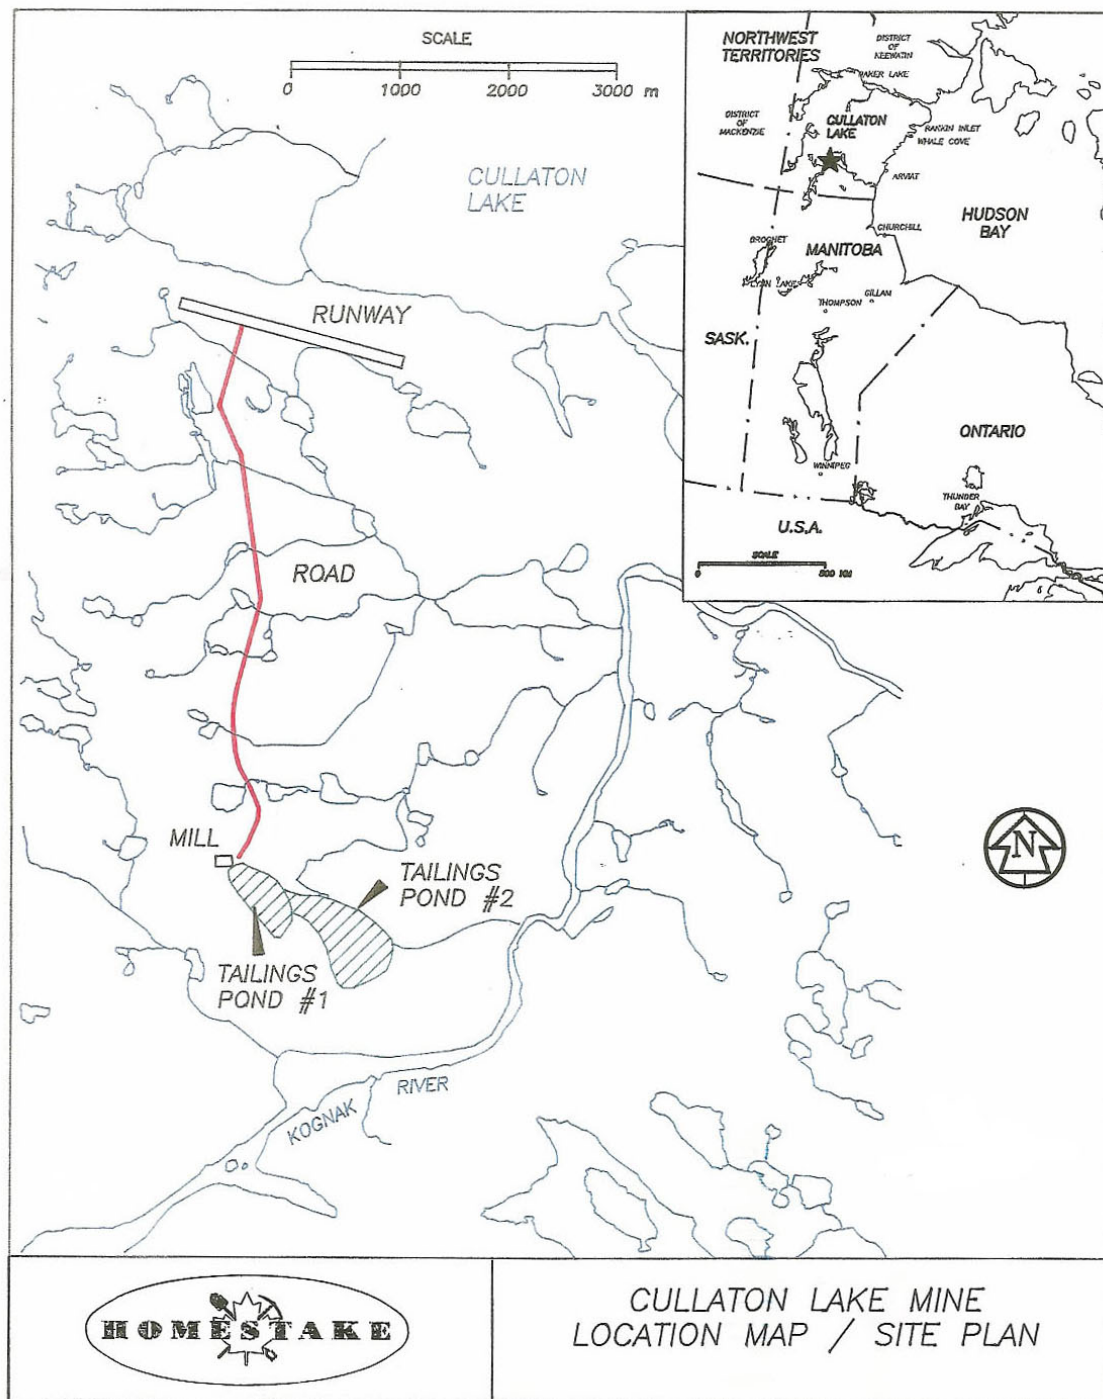 SCALE
0 1000 2000 3000 m
CULLATON
LAKE
RUNWAY
ROAD
MILL
TAILINGS
POND #2
TAILINGS
POND #1
RIVER
KOGNAK
NORTHWEST
TERRITORIES
DISTRICT
OF
KEEWATIN
BAKER LAKE
DISTRICT
OF
MACKENZIE
CULLATON
LAKE
RANKIN INLET
WHALE COVE
ARVIAT
HUDSON
BAY
CHURCHILL
BROCHET
MANITOBA
LYNN LAKE
GILLAM
THOMPSON
SASK.
ONTARIO
WINNIPEG
THUNDER
BAY
U.S.A.
SCALE
0 500 KM
N
HOMESTAKE
CULLATON LAKE MINE
LOCATION MAP / SITE PLAN